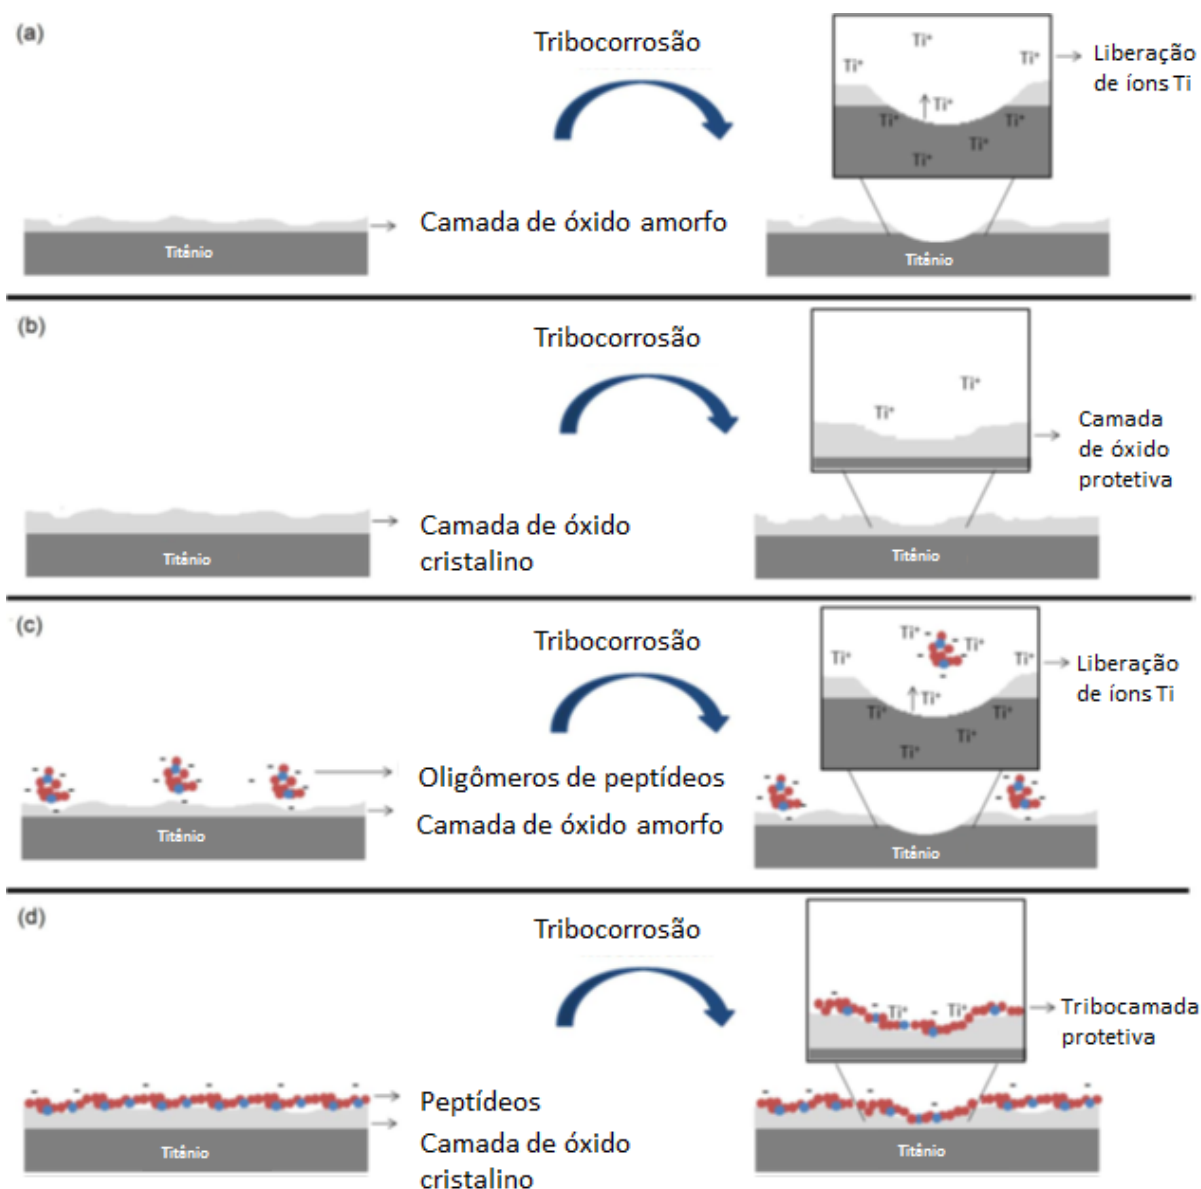 (a)
Tribocorrosão
Ti⁺
Ti⁺
Ti⁺
Liberação
de íons Ti
Ti⁺
Ti⁺
Ti⁺
Ti⁺
Ti⁺
Camada de óxido amorfo
Titânio
Titânio
(b)
Tribocorrosão
Ti⁺
Ti⁺
Camada
de óxido
protetiva
Camada de óxido
cristalino
Titânio
Titânio
(c)
Tribocorrosão
Ti⁺
Ti⁺
Ti⁺
Ti⁺
Liberação
de íons Ti
Ti⁺
Ti⁺
Ti⁺
Ti⁺
Ti⁺
Oligômeros de peptídeos
Camada de óxido amorfo
Titânio
Titânio
(d)
Tribocorrosão
Ti⁺
Ti⁺
Tribocamada
protetiva
Peptídeos
Camada de óxido
cristalino
Titânio
Titânio